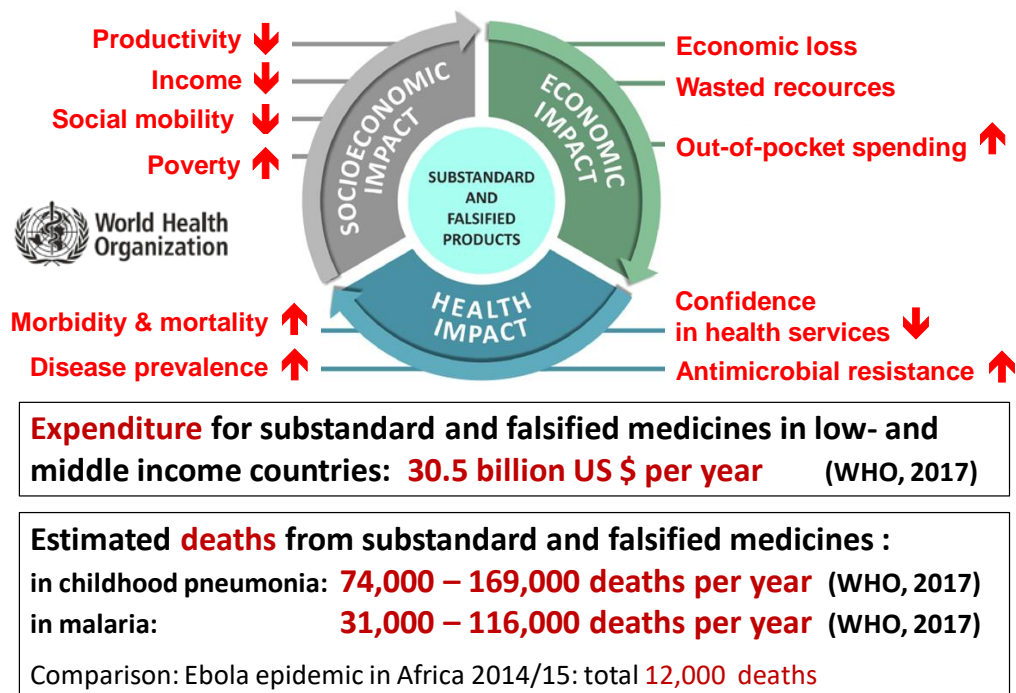 Productivity ↓
Income ↓
Social mobility ↓
Poverty ↑
Economic loss
Wasted recources
Out-of-pocket spending ↑
SOCIOECONOMIC
IMPACT
ECONOMIC
IMPACT
SUBSTANDARD
AND
FALSIFIED
PRODUCTS
World Health
Organization
HEALTH
IMPACT
Morbidity & mortality ↑
Disease prevalence ↑
Confidence
in health services ↓
Antimicrobial resistance ↑
Expenditure for substandard and falsified medicines in low- and
middle income countries: 30.5 billion US $ per year (WHO, 2017)
Estimated deaths from substandard and falsified medicines :
in childhood pneumonia: 74,000 – 169,000 deaths per year (WHO, 2017)
in malaria: 31,000 – 116,000 deaths per year (WHO, 2017)
Comparison: Ebola epidemic in Africa 2014/15: total 12,000 deaths